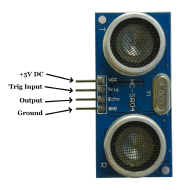 +5V DC
Trig Input
Output
Ground
T
HC-SR04
Vcc
Trig
Echo
GND
R